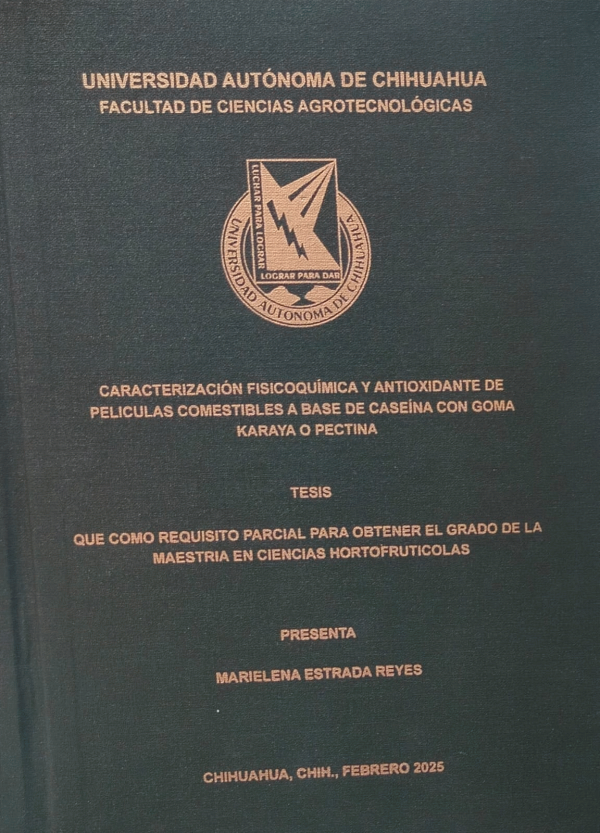 UNIVERSIDAD AUTÓNOMA DE CHIHUAHUA
FACULTAD DE CIENCIAS AGROTECNOLÓGICAS
LUCHAR PARA LOGRAR
LOGRAR PARA DAR
UNIVERSIDAD AUTONOMA DE CHIHUAHUA
CARACTERIZACIÓN FISICOQUÍMICA Y ANTIOXIDANTE DE
PELICULAS COMESTIBLES A BASE DE CASEÍNA CON GOMA
KARAYA O PECTINA
TESIS
QUE COMO REQUISITO PARCIAL PARA OBTENER EL GRADO DE LA
MAESTRIA EN CIENCIAS HORTOFRUTICOLAS
PRESENTA
MARIELENA ESTRADA REYES
CHIHUAHUA, CHIH., FEBRERO 2025